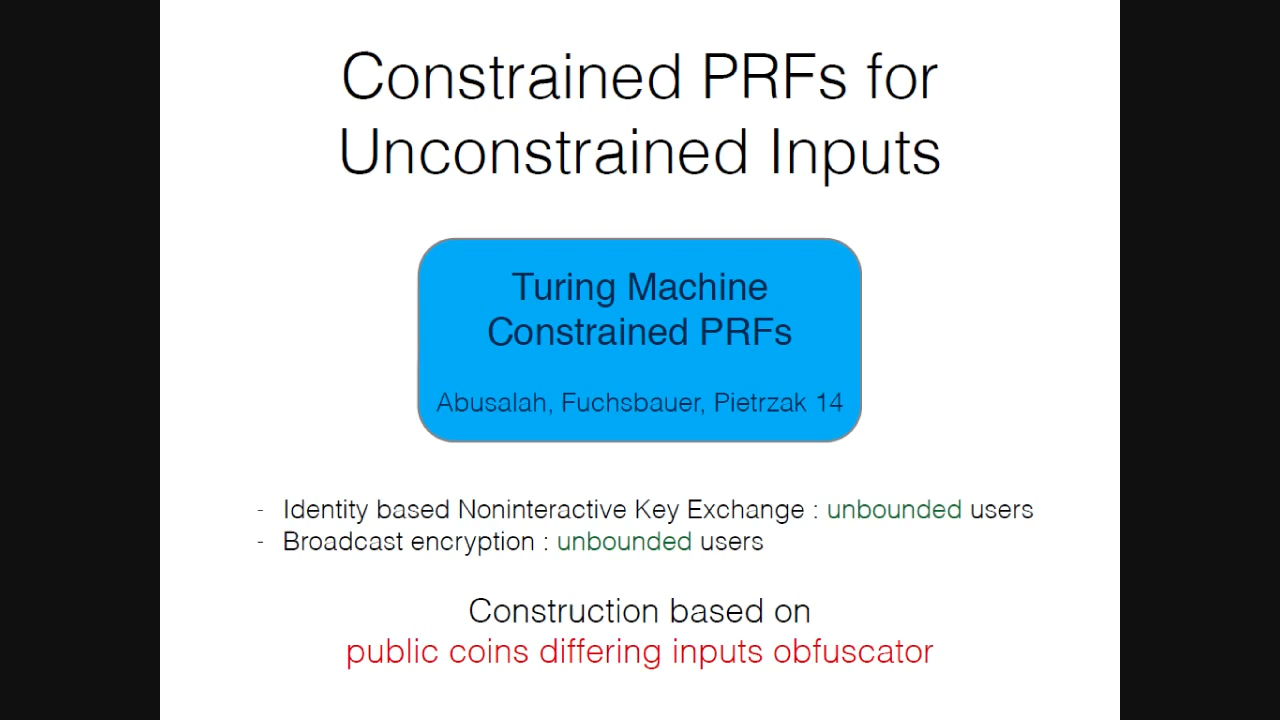 Constrained PRFs for
Unconstrained Inputs
Turing Machine
Constrained PRFs
Abusalah, Fuchsbauer, Pietrzak 14
- Identity based Noninteractive Key Exchange : unbounded users
- Broadcast encryption : unbounded users
Construction based on
public coins differing inputs obfuscator